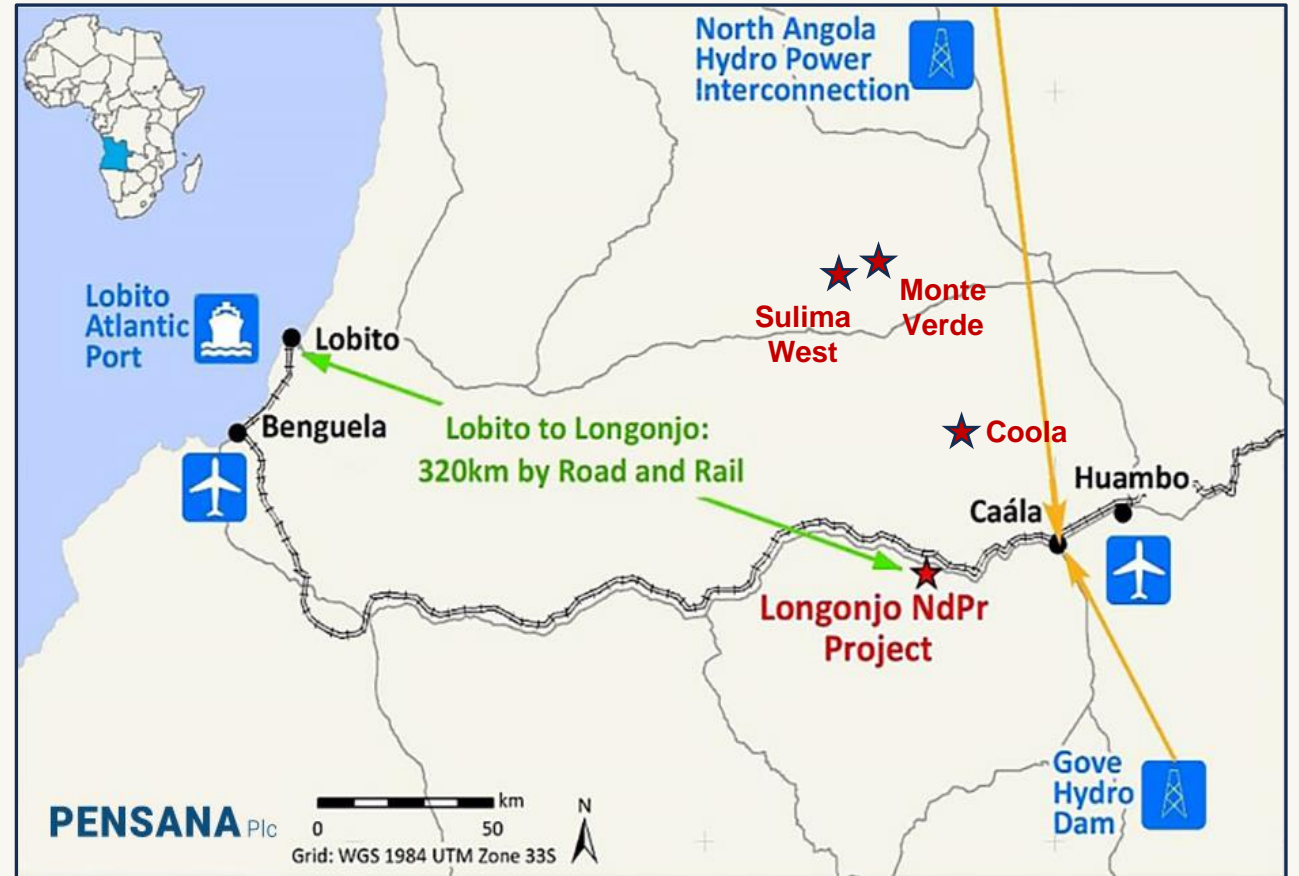 North Angola
Hydro Power
Interconnection
Sulima
West
Monte
Verde
Lobito
Atlantic
Port
Lobito
Benguela
Lobito to Longonjo:
320km by Road and Rail
Coola
Huambo
Caála
Longonjo NdPr
Project
Gove
Hydro
Dam
PENSANA Plc
km
0 50
Grid: WGS 1984 UTM Zone 33S
N